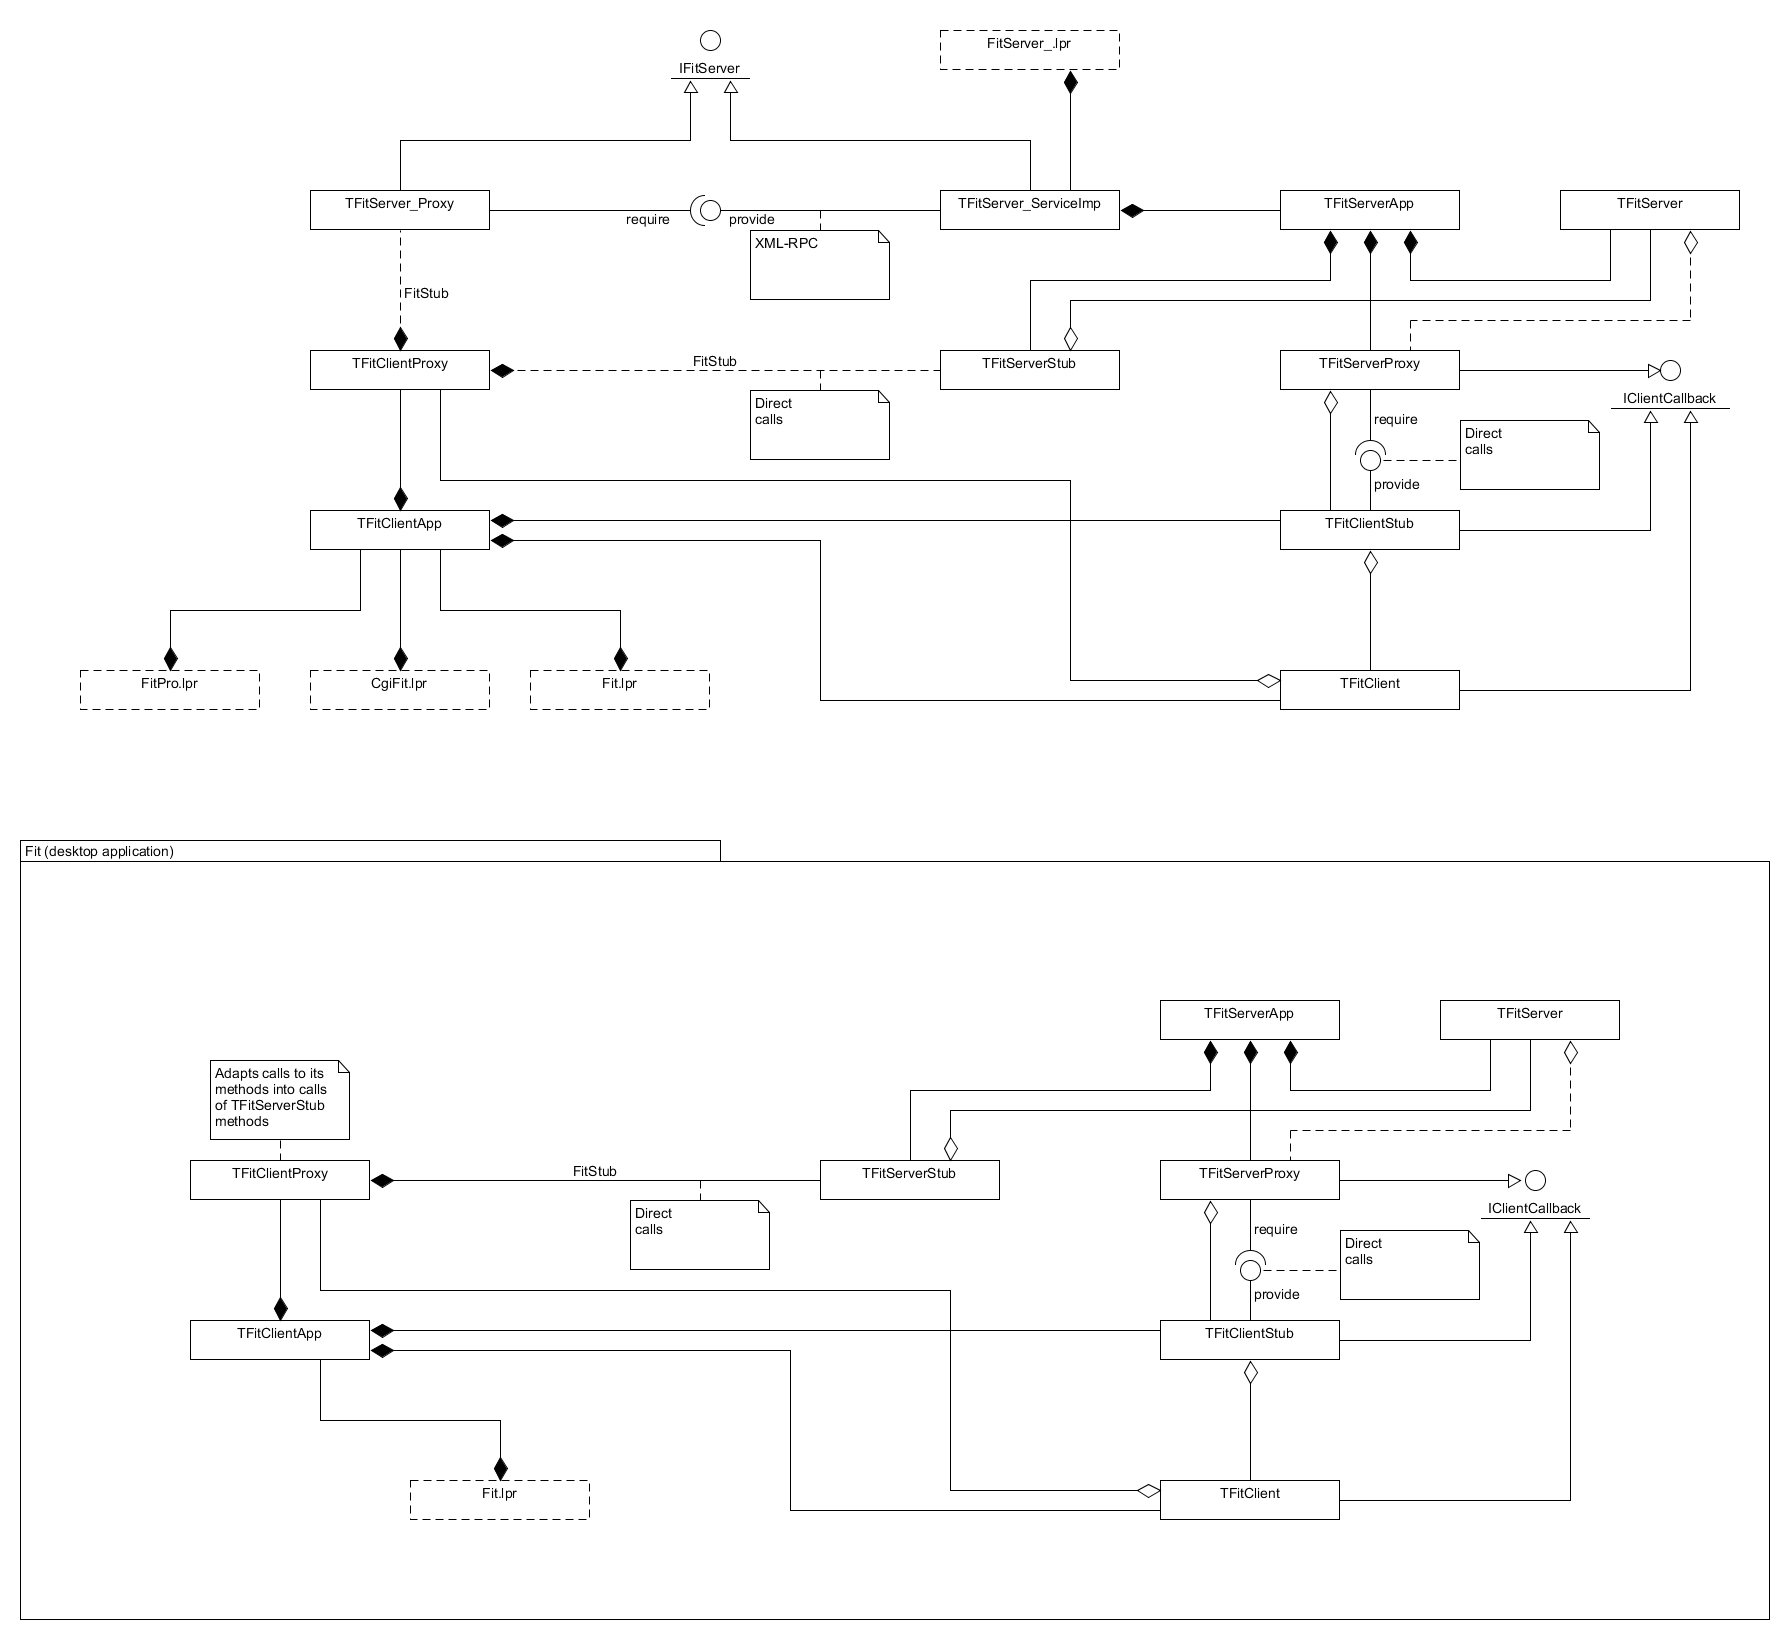 FitServer_.lpr
IFitServer
TFitServer_Proxy
TFitServer_ServiceImp
TFitServerApp
TFitServer
require
provide
XML-RPC
FitStub
TFitClientProxy
FitStub
TFitServerStub
TFitServerProxy
IClientCallback
Direct
calls
require
Direct
calls
provide
TFitClientApp
TFitClientStub
FitPro.lpr
CgiFit.lpr
Fit.lpr
TFitClient
Fit (desktop application)
TFitServerApp
TFitServer
Adapts calls to its
methods into calls
of TFitServerStub
methods
TFitClientProxy
FitStub
TFitServerStub
TFitServerProxy
IClientCallback
Direct
calls
require
Direct
calls
provide
TFitClientApp
TFitClientStub
Fit.lpr
TFitClient